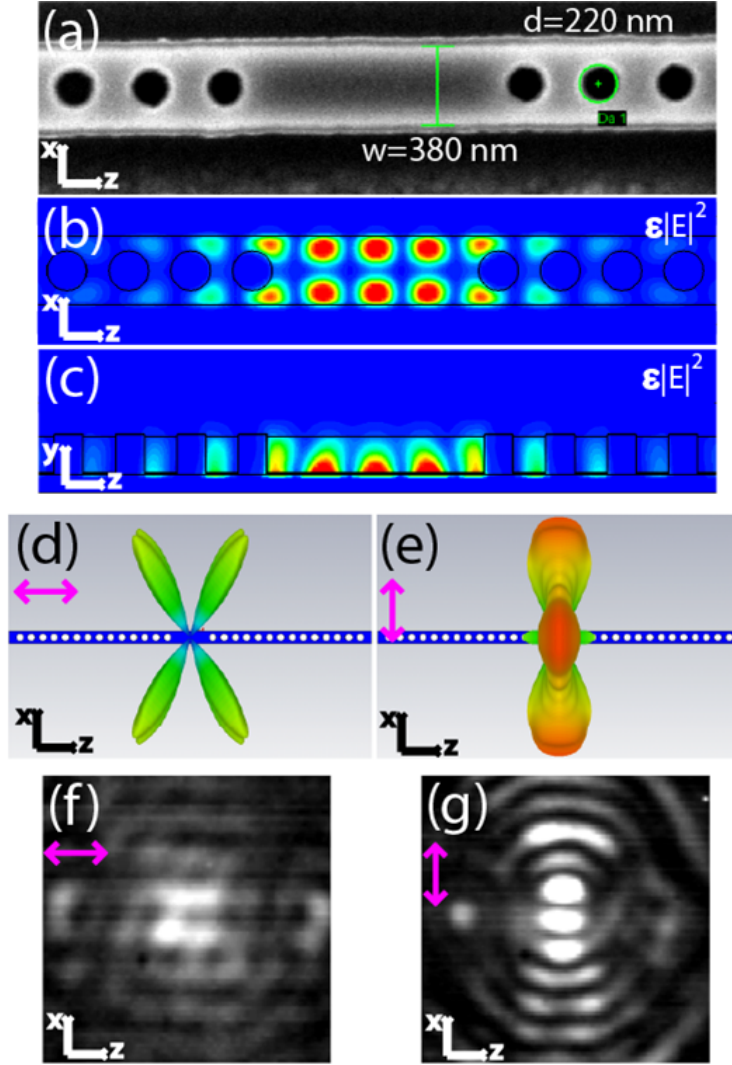 (a)
d=220 nm
Da 1
w=380 nm
x
z
(b)
ε|E|²
x
z
(c)
ε|E|²
y
z
(d)
(e)
x
z
x
z
(f)
(g)
x
z
x
z